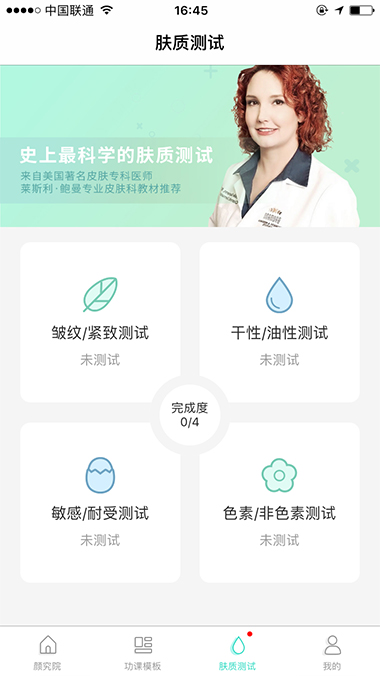 中国联通
16:45
肤质测试
史上最科学的肤质测试
来自美国著名皮肤专科医师
莱斯利·鲍曼专业皮肤科教材推荐
皱纹/紧致测试
未测试
干性/油性测试
未测试
完成度
0/4
敏感/耐受测试
未测试
色素/非色素测试
未测试
颜究院
功课模板
肤质测试
我的